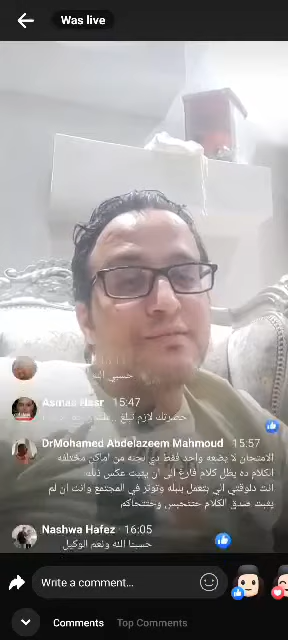 Was live
حسبي الله
Asmaa Nasr 15:47
حضرتك لازم تبلغ ..
DrMohamed Abdelazeem Mahmoud 15:57
الامتحان لا يضعه واحد فقط دي لجنه من اماكن مختلفه
الكلام ده يظل كلام فارغ الى ان يثبت عكس ذلك
انت دلوقتي أبي بتعمل بلبله وتوتر في المجتمع وانت ان لم
يثبت صدق الكلام حتتحبس وحتتحاكم
Nashwa Hafez 16:05
حسبنا الله ونعم الوكيل
Write a comment...
Comments Top Comments